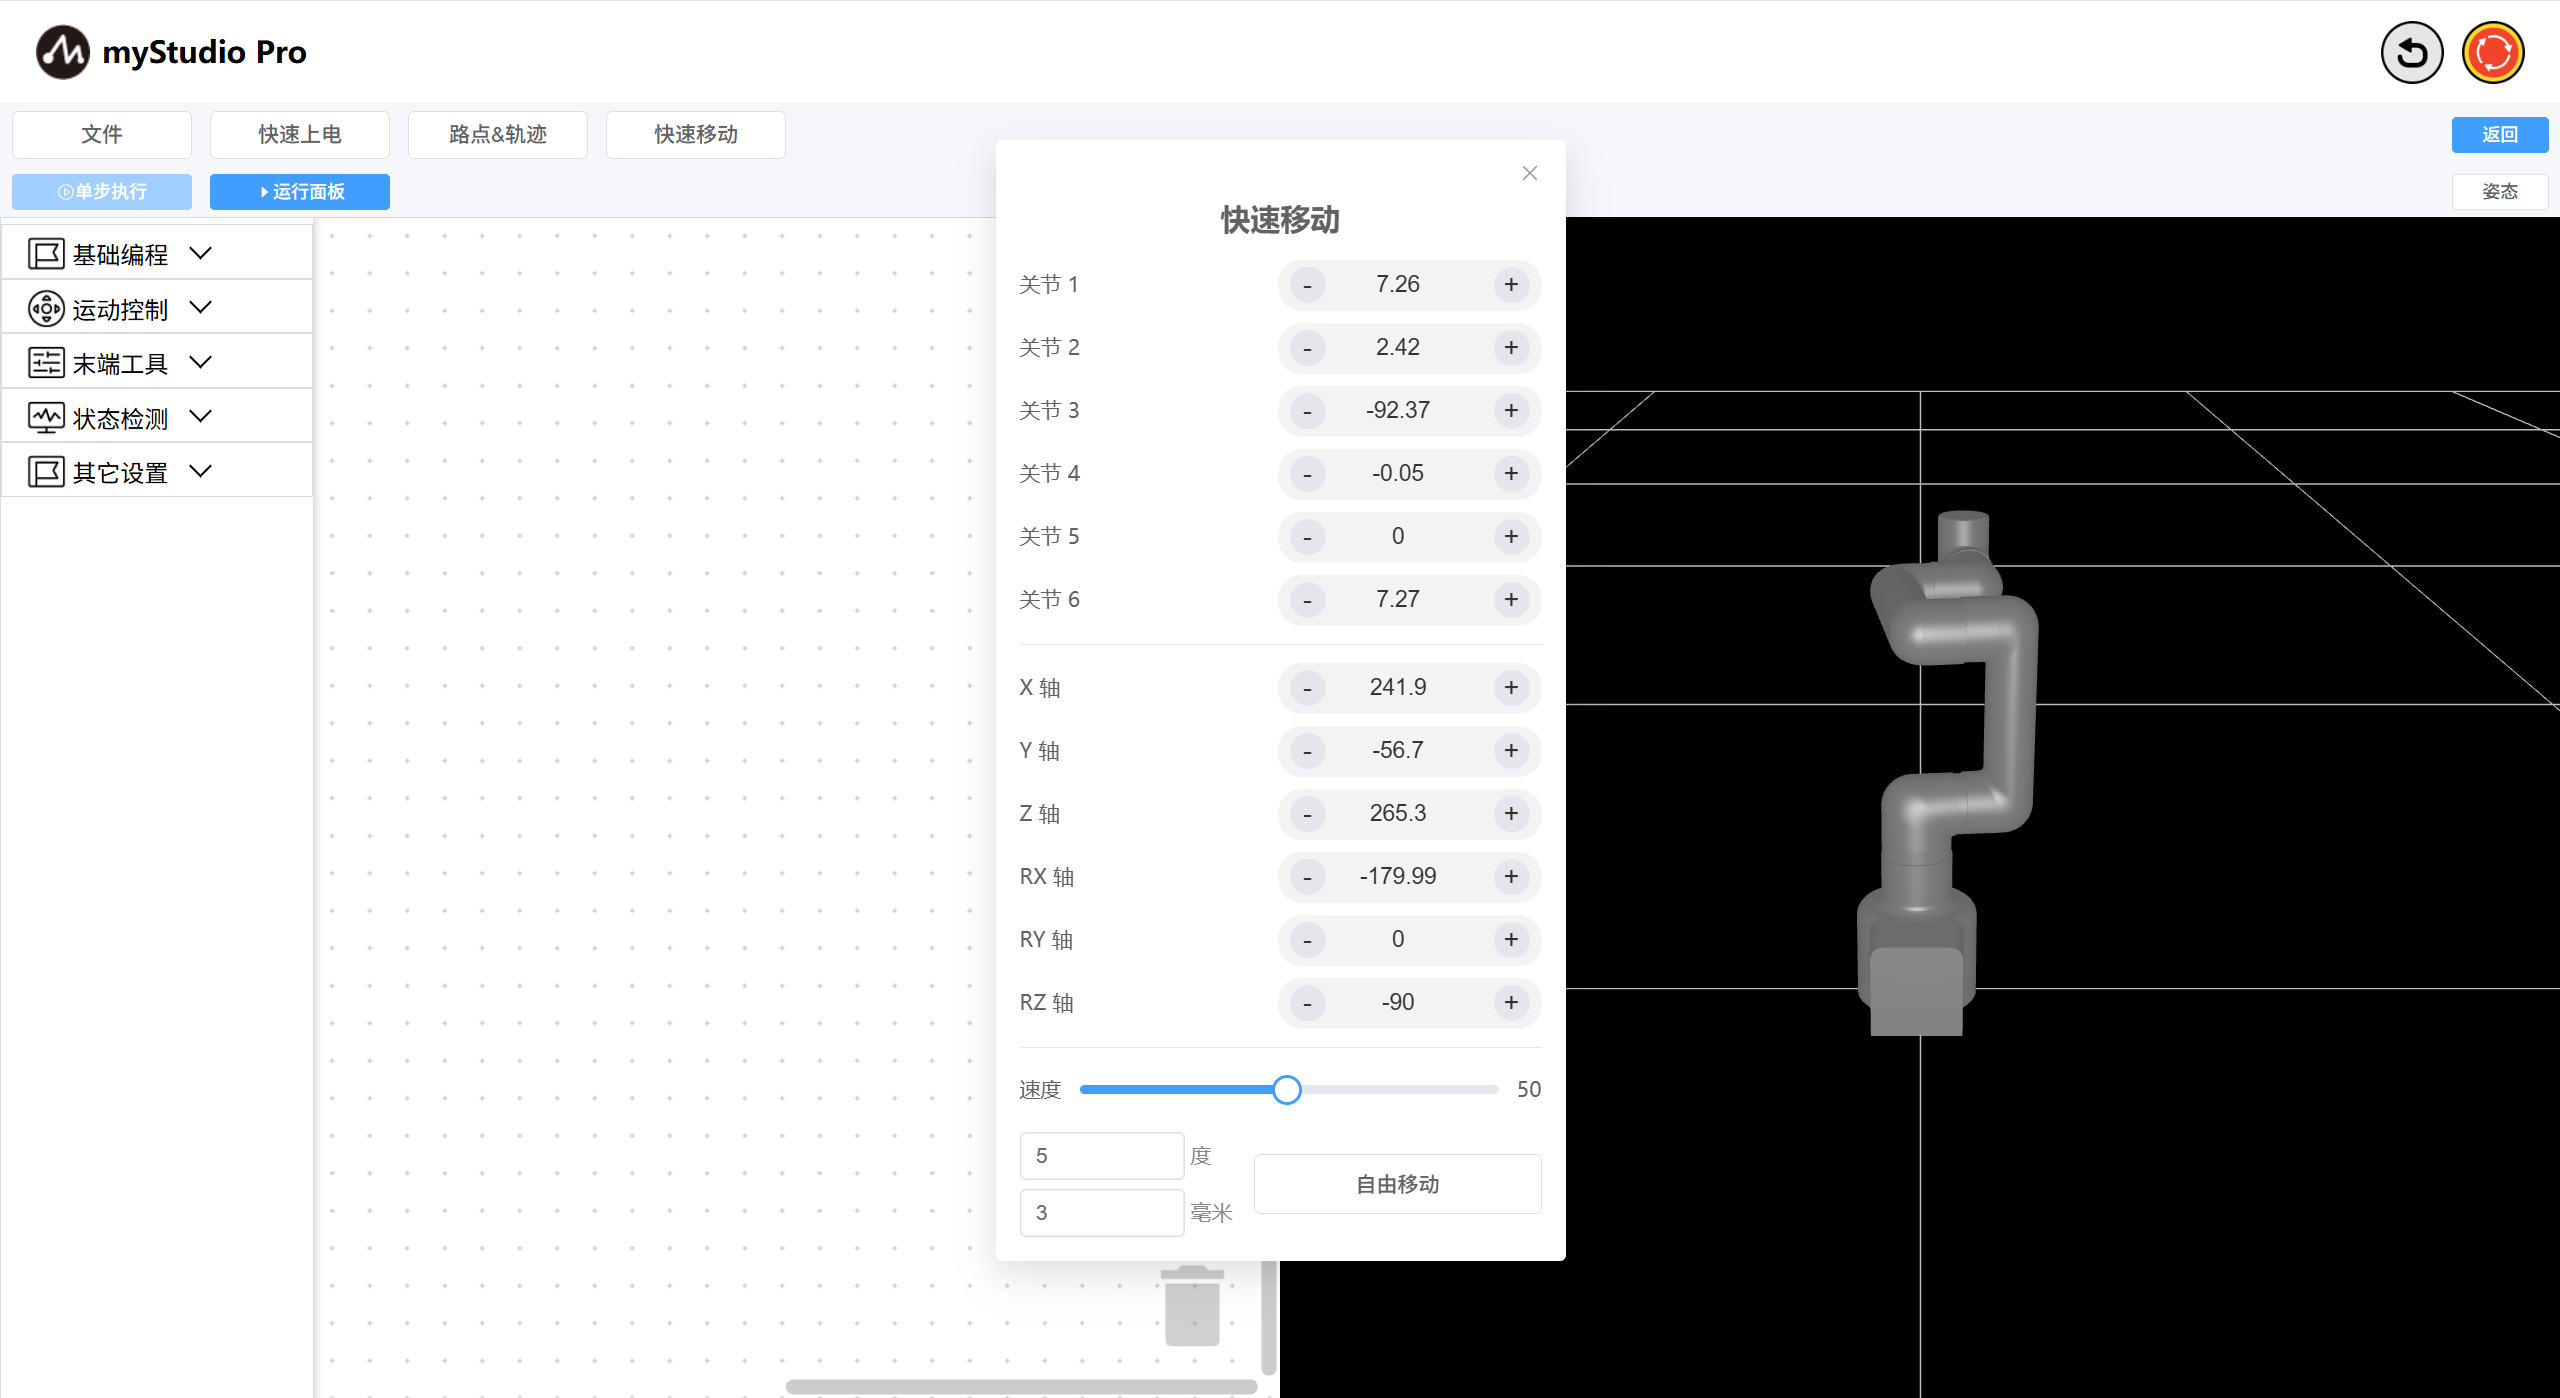 myStudio Pro
文件
快速上电
路点&轨迹
快速移动
返回
单步执行
运行面板
姿态
基础编程
运动控制
末端工具
状态检测
其它设置
快速移动
关节 1 - 7.26 +
关节 2 - 2.42 +
关节 3 - -92.37 +
关节 4 - -0.05 +
关节 5 - 0 +
关节 6 - 7.27 +
X 轴 - 241.9 +
Y 轴 - -56.7 +
Z 轴 - 265.3 +
RX 轴 - -179.99 +
RY 轴 - 0 +
RZ 轴 - -90 +
速度 50
5 度
3 毫米
自由移动